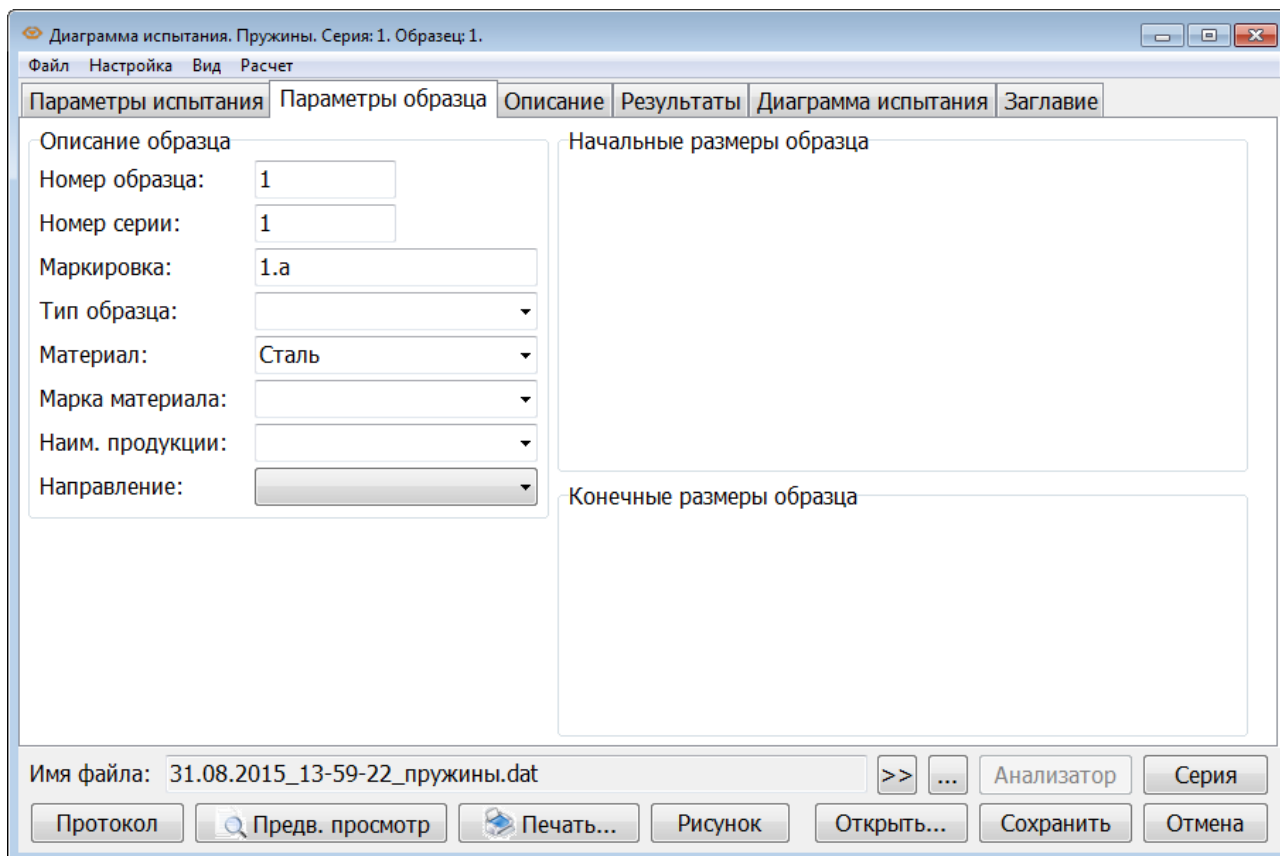 Диаграмма испытания. Пружины. Серия: 1. Образец: 1.
Файл Настройка Вид Расчет
Параметры испытания Параметры образца Описание Результаты Диаграмма испытания Заглавие
Описание образца
Номер образца: 1
Номер серии: 1
Маркировка: 1.а
Тип образца:
Материал: Сталь
Марка материала:
Наим. продукции:
Направление:
Начальные размеры образца
Конечные размеры образца
Имя файла: 31.08.2015_13-59-22_пружины.dat >> ... Анализатор Серия
Протокол Предв. просмотр Печать... Рисунок Открыть... Сохранить Отмена